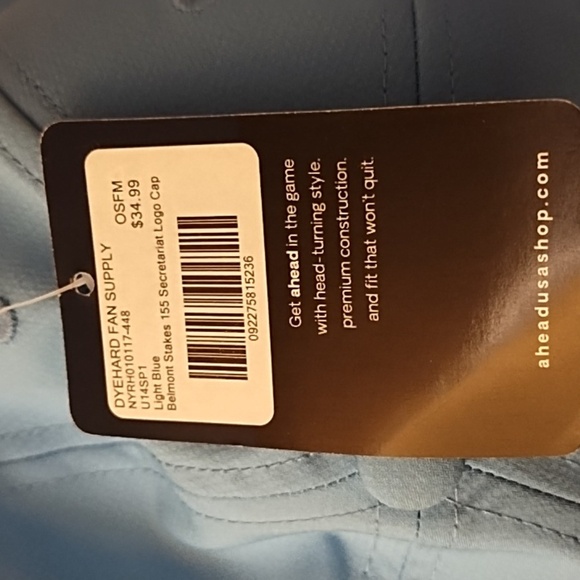 DYEHARD FAN SUPPLY
NYRH010117-448 OSFM
U14SP1 $34.99
Light Blue
Belmont Stakes 155 Secretariat Logo Cap
092275815236
Get ahead in the game
with head-turning style.
premium construction.
and fit that won't quit.
aheadusashop.com